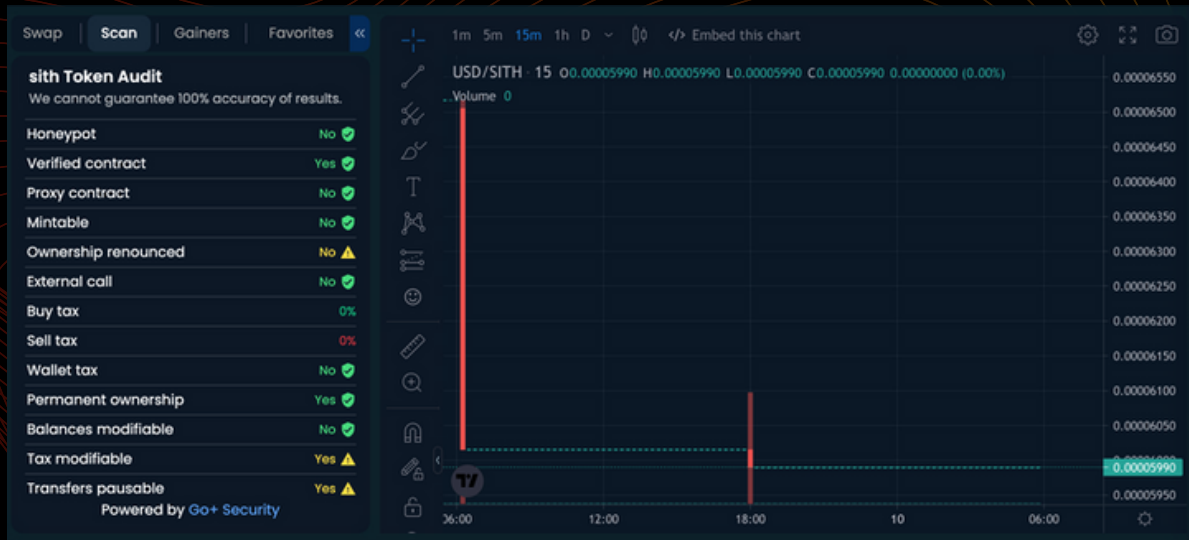 Swap Scan Gainers Favorites «
sith Token Audit
We cannot guarantee 100% accuracy of results.
Honeypot No
Verified contract Yes
Proxy contract No
Mintable No
Ownership renounced No
External call No
Buy tax 0%
Sell tax 0%
Wallet tax No
Permanent ownership Yes
Balances modifiable No
Tax modifiable Yes
Transfers pausable Yes
Powered by Go+ Security
1m 5m 15m 1h D </> Embed this chart
USD/SITH · 15 O0.00005990 H0.00005990 L0.00005990 C0.00005990 0.00000000 (0.00%)
Volume 0
0.00006550
0.00006500
0.00006450
0.00006400
0.00006350
0.00006300
0.00006250
0.00006200
0.00006150
0.00006100
0.00006050
0.00005990
0.00005950
06:00 12:00 18:00 10 06:00